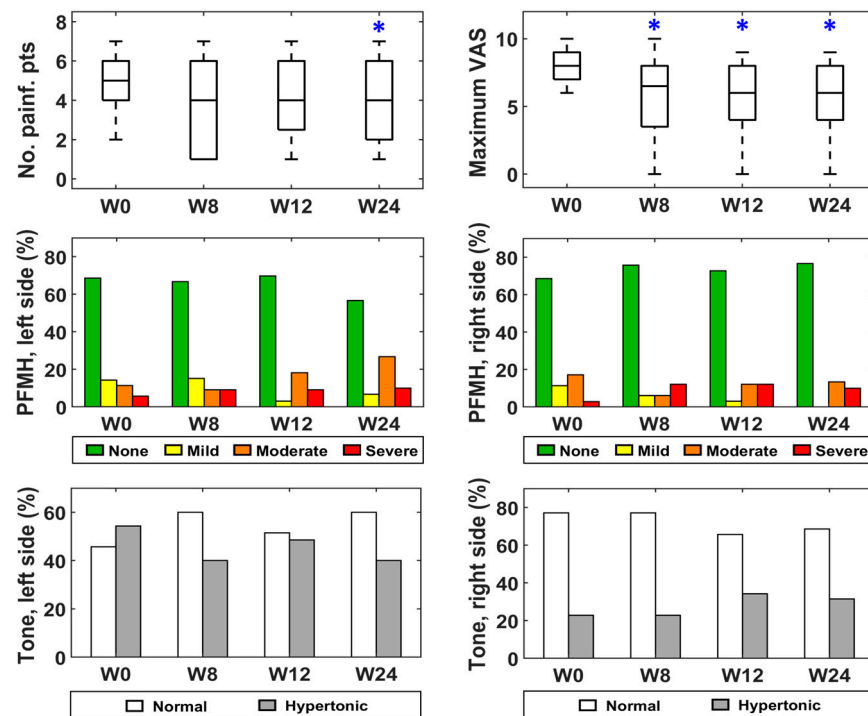 No. painf. pts
8
6
4
2
0
*
W0 W8 W12 W24
Maximum VAS
10
5
0
* * *
W0 W8 W12 W24
PFMH, left side (%)
80
60
40
20
0
W0 W8 W12 W24
None Mild Moderate Severe
PFMH, right side (%)
80
60
40
20
0
W0 W8 W12 W24
None Mild Moderate Severe
Tone, left side (%)
60
40
20
0
W0 W8 W12 W24
Normal Hypertonic
Tone, right side (%)
80
60
40
20
0
W0 W8 W12 W24
Normal Hypertonic